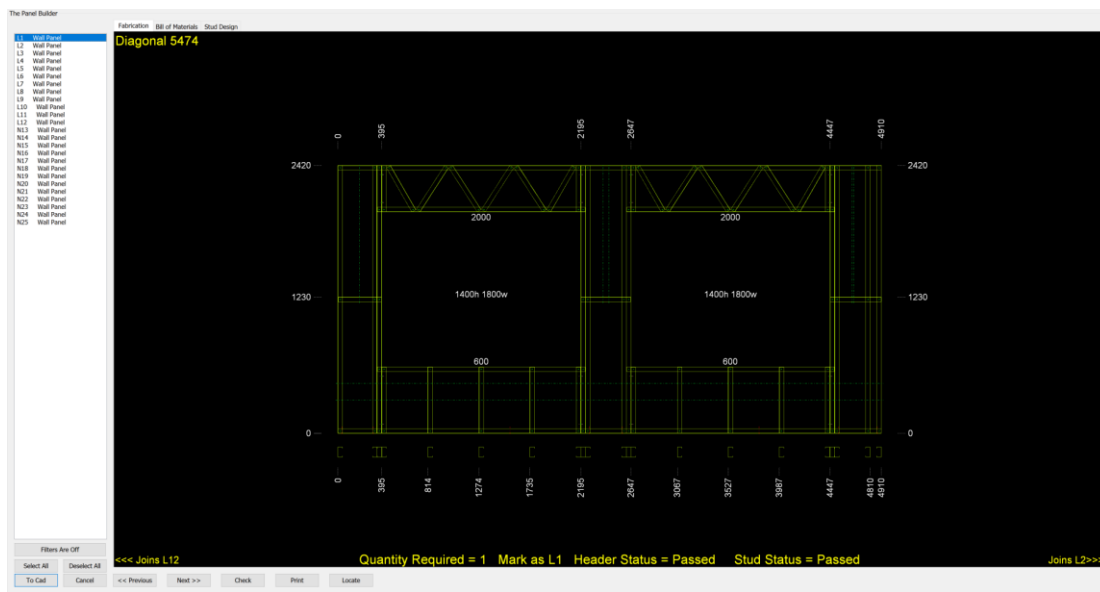 The Panel Builder
Fabrication Bill of Materials Stud Design
L1 Wall Panel
L2 Wall Panel
L3 Wall Panel
L4 Wall Panel
L5 Wall Panel
L6 Wall Panel
L7 Wall Panel
L8 Wall Panel
L9 Wall Panel
L10 Wall Panel
L11 Wall Panel
L12 Wall Panel
N13 Wall Panel
N14 Wall Panel
N15 Wall Panel
N16 Wall Panel
N17 Wall Panel
N18 Wall Panel
N19 Wall Panel
N20 Wall Panel
N21 Wall Panel
N22 Wall Panel
N23 Wall Panel
N24 Wall Panel
N25 Wall Panel
Diagonal 5474
0 395 2195 2647 4447 4910
2420 2420
2000 2000
1230 1400h 1800w 1400h 1800w 1230
600 600
0 0
0 395 814 1274 1735 2195 2647 3067 3527 3987 4447 4810 4910
<<< Joins L12 Quantity Required = 1 Mark as L1 Header Status = Passed Stud Status = Passed Joins L2>>>
Filters Are Off
Select All Deselect All
To Cad Cancel << Previous Next >> Check Print Locate